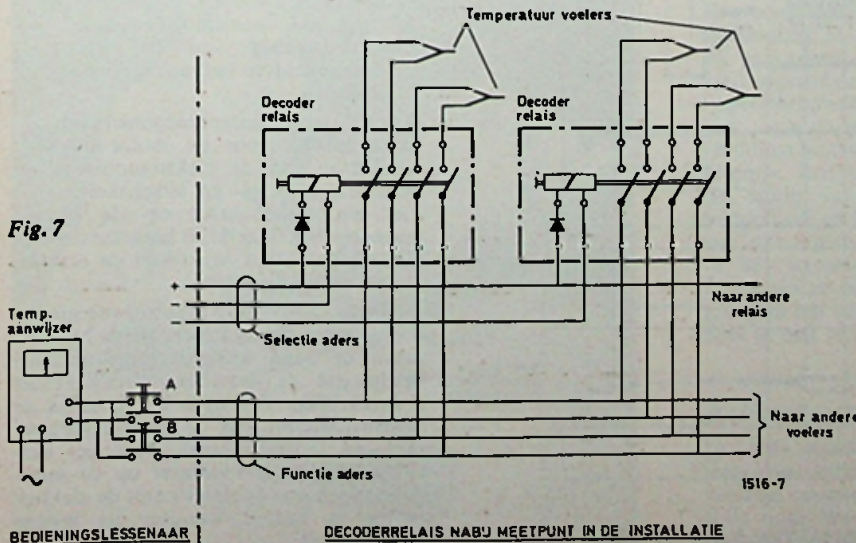 Temperatuur voelers
Decoder
relais
Decoder
relais
Fig. 7
+
Naar andere
relais
-
-
Selectie aders
Temp.
aanwijzer
A
B
Naar andere
voelers
Functie aders
~
1516-7
BEDIENINGSLESSENAAR
DECODERRELAIS NABIJ MEETPUNT IN DE INSTALLATIE